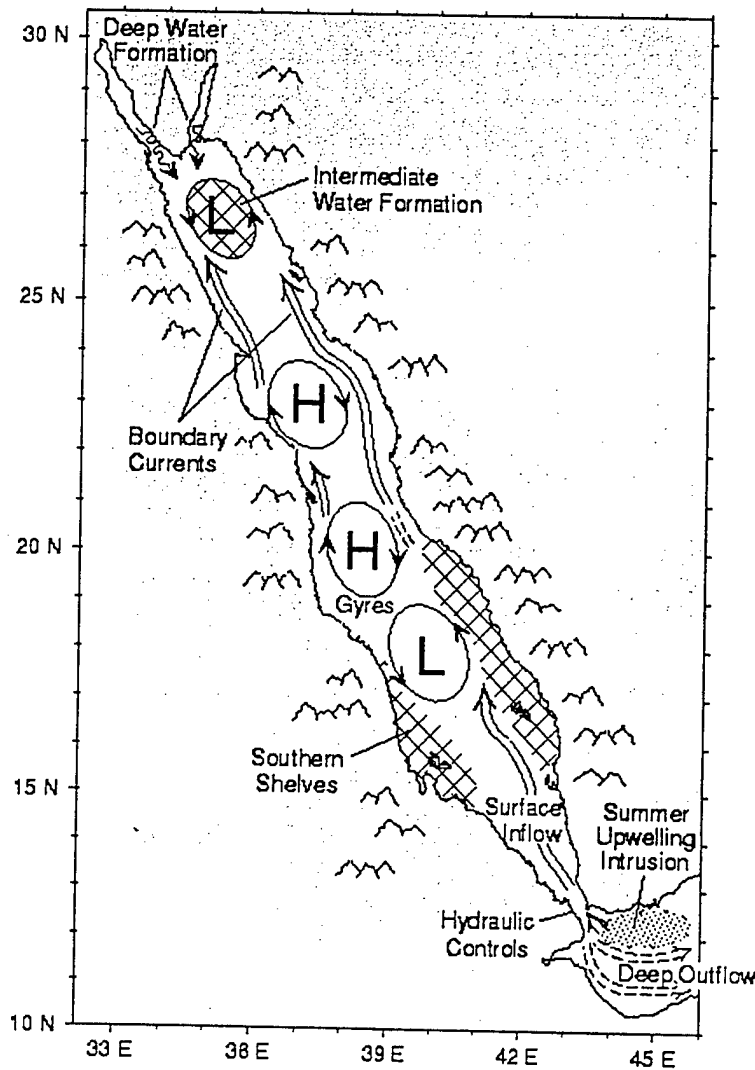 30 N
Deep Water
Formation
Intermediate
Water Formation
L
25 N
H
Boundary
Currents
20 N
H
Gyres
L
Southern
Shelves
15 N
Surface
Inflow
Summer
Upwelling
Intrusion
Hydraulic
Controls
Deep Outflow
10 N
33 E
36 E
39 E
42 E
45 E